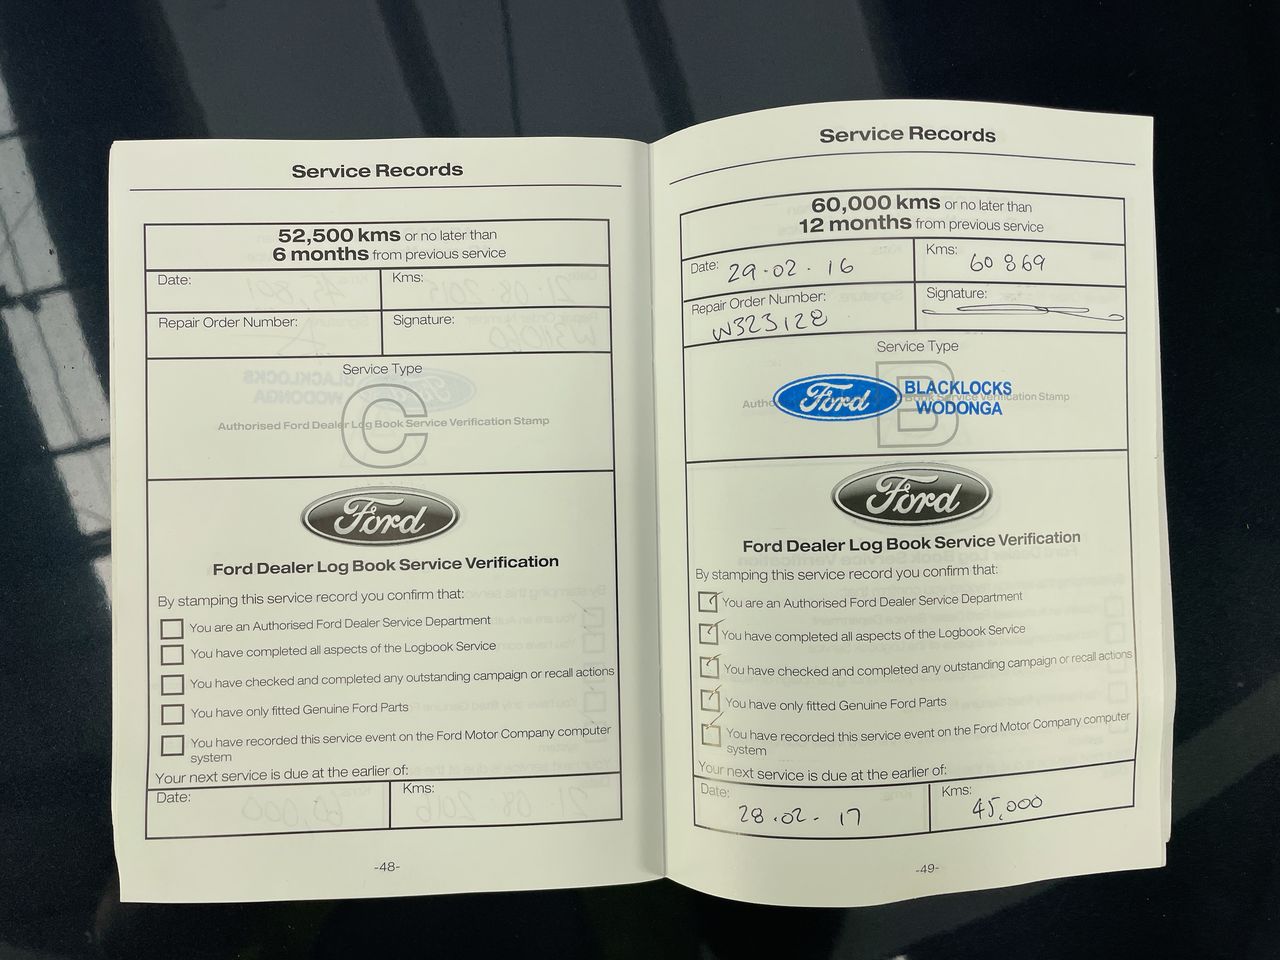 Service Records
52,500 kms or no later than
6 months from previous service
Date:
Kms:
Repair Order Number:
Signature:
Service Type
C
Authorised Ford Dealer Log Book Service Verification Stamp
Ford
Ford Dealer Log Book Service Verification
By stamping this service record you confirm that:
You are an Authorised Ford Dealer Service Department
You have completed all aspects of the Logbook Service
You have checked and completed any outstanding campaign or recall actions
You have only fitted Genuine Ford Parts
You have recorded this service event on the Ford Motor Company computer
system
Your next service is due at the earlier of:
Date:
Kms:
-48-
Service Records
60,000 kms or no later than
12 months from previous service
Date: 29.02.16
Kms: 60869
Repair Order Number:
W323128
Signature:
Service Type
B
Ford BLACKLOCKS
WODONGA
Book Service Verification Stamp
Ford
Ford Dealer Log Book Service Verification
By stamping this service record you confirm that:
You are an Authorised Ford Dealer Service Department
You have completed all aspects of the Logbook Service
You have checked and completed any outstanding campaign or recall actions
You have only fitted Genuine Ford Parts
You have recorded this service event on the Ford Motor Company computer
system
Your next service is due at the earlier of:
Date: 28.02.17
Kms: 45,000
-49-